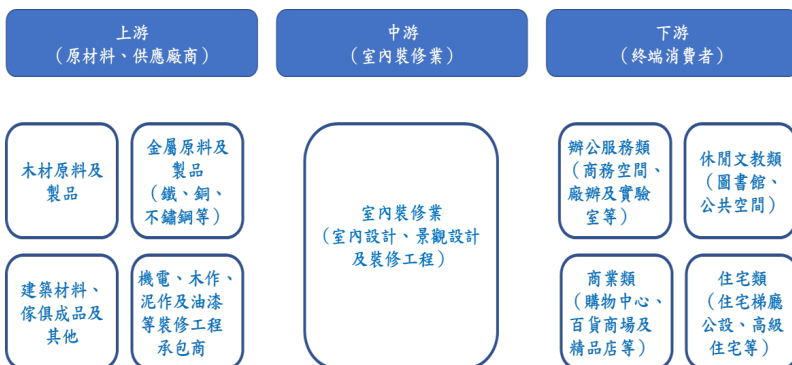 上游
（原材料、供應廠商）
中游
（室內裝修業）
下游
（終端消費者）
木材原料及
製品
金屬原料及
製品
（鐵、銅、
不鏽鋼等）
建築材料、
傢俱成品及
其他
機電、木作、
泥作及油漆
等裝修工程
承包商
室內裝修業
（室內設計、景觀設計
及裝修工程）
辦公服務類
（商務空間、
廠辦及實驗
室等）
休閒文教類
（圖書館、
公共空間）
商業類
（購物中心、
百貨商場及
精品店等）
住宅類
（住宅梯廳
公設、高級
住宅等）